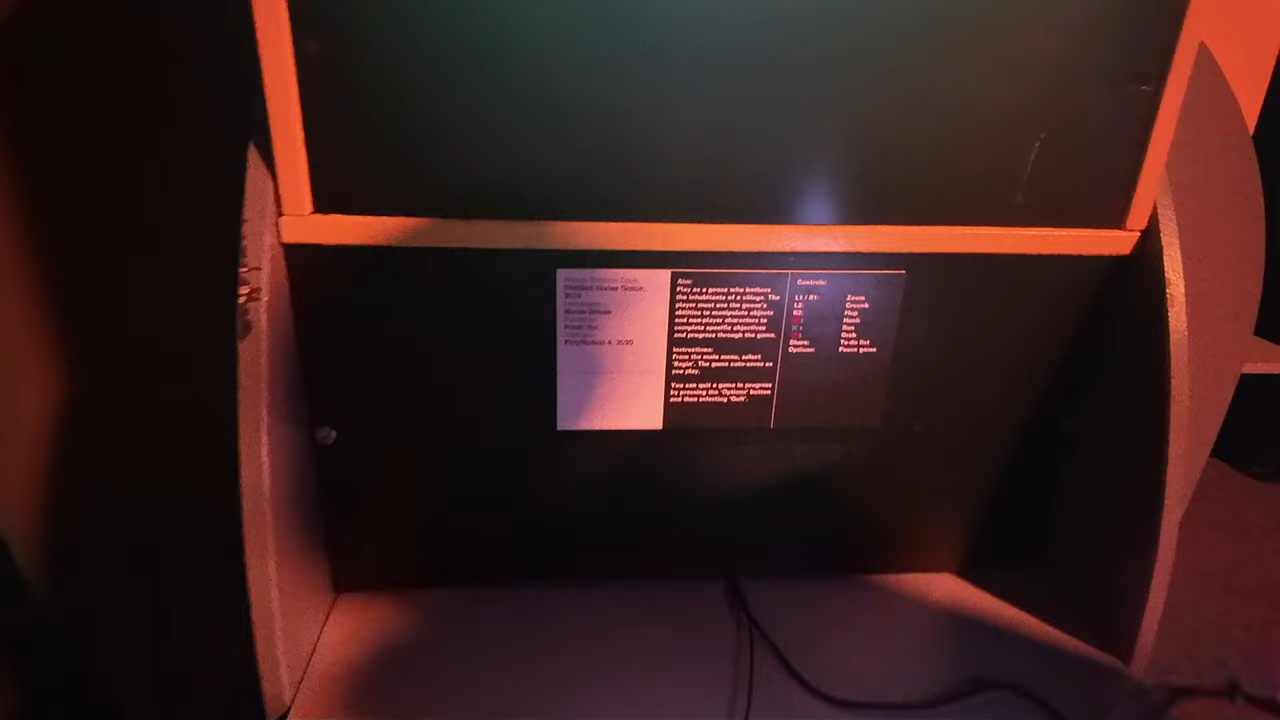 Untitled Goose Game,
2019
House House
PlayStation 4, 2020
Aim:
Play as a goose who bothers
the inhabitants of a village. The
player must use the goose's
abilities to manipulate objects
and non-player characters to
complete specific objectives
and progress through the game.
Instructions:
From the main menu, select
'Begin'. The game auto-saves as
you play.
You can quit a game in progress
by pressing the 'Options' button
and then selecting 'Quit'.
Controls:
L1 / R1: Zoom
L2: Crouch
R2: Flap
: Honk
: Run
: Grab
Share: To-do list
Options: Pause game